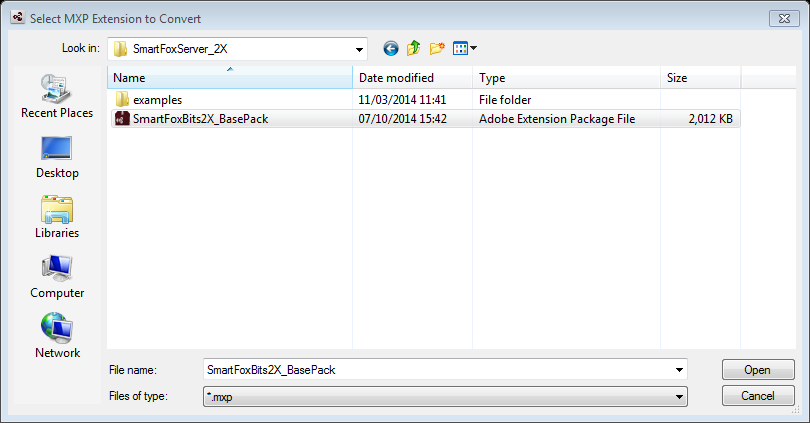 Select MXP Extension to Convert
Look in: SmartFoxServer_2X
Name Date modified Type Size
examples 11/03/2014 11:41 File folder
SmartFoxBits2X_BasePack 07/10/2014 15:42 Adobe Extension Package File 2,012 KB
Recent Places
Desktop
Libraries
Computer
Network
File name: SmartFoxBits2X_BasePack Open
Files of type: *.mxp Cancel